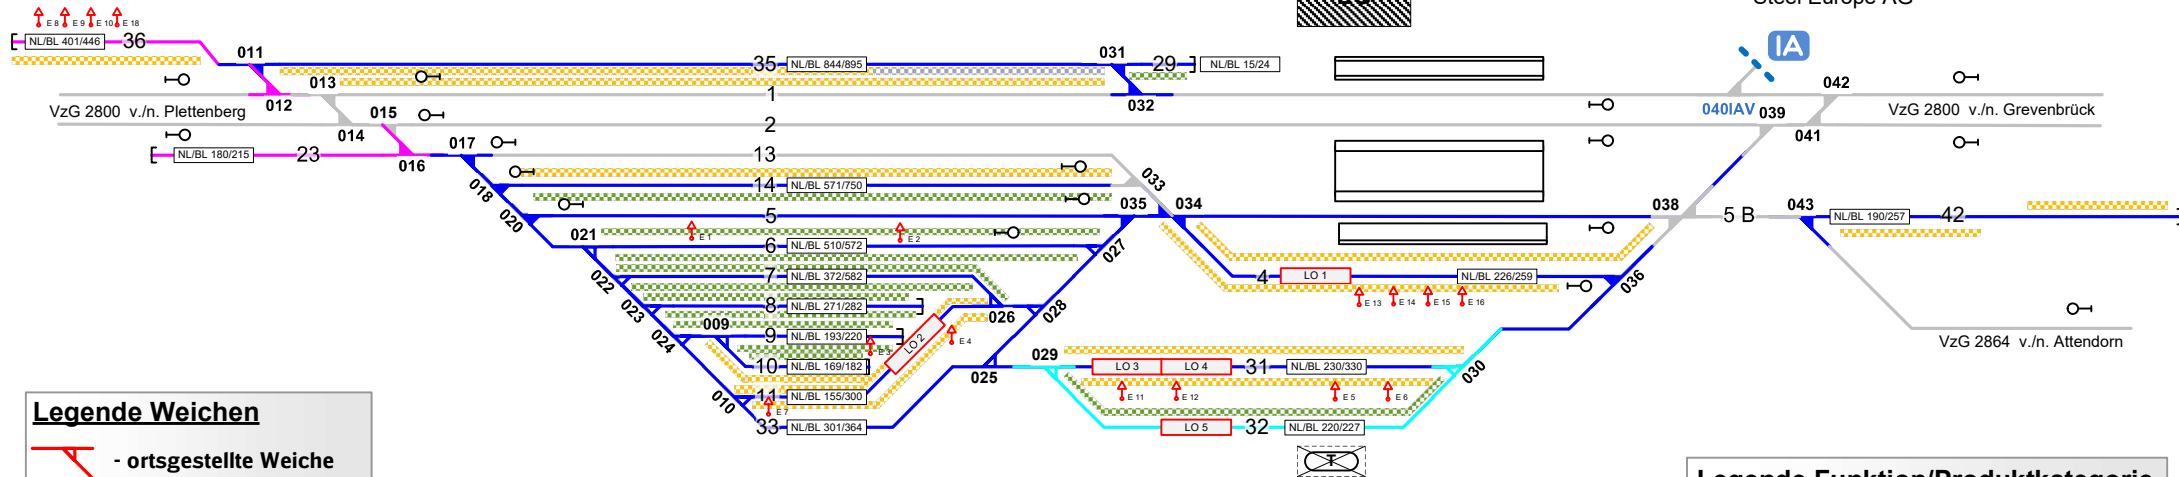 Steel Europe AG
E 8 E 9 E 10 E 18
NL/BL 401/446 36
011 031 IA
35 NL/BL 844/895 29 NL/BL 15/24
013 042
1
012 032 040IAV 039
VzG 2800 v./n. Plettenberg VzG 2800 v./n. Grevenbrück
015
2
014 017 041
NL/BL 180/215 23 13
016
018 14 NL/BL 571/750 033
035 034 038 043
020 5 5 B NL/BL 190/257 42
021 E 1 E 2
6 NL/BL 510/572 027
022 7 NL/BL 372/582 4 LO 1 NL/BL 226/259 036
E 13 E 14 E 15 E 16
023 8 NL/BL 271/282 026 028
009
024 9 NL/BL 193/220 E 3 LO 2 E 4
VzG 2864 v./n. Attendorn
029
10 NL/BL 169/182 025 LO 3 LO 4 31 NL/BL 230/330 030
010 11 NL/BL 155/300 E 11 E 12 E 5 E 6
E 7
33 NL/BL 301/364 LO 5 32 NL/BL 220/227
Legende Weichen
- ortsgestellte Weiche
T
Legende Funktion/Produktkategorie